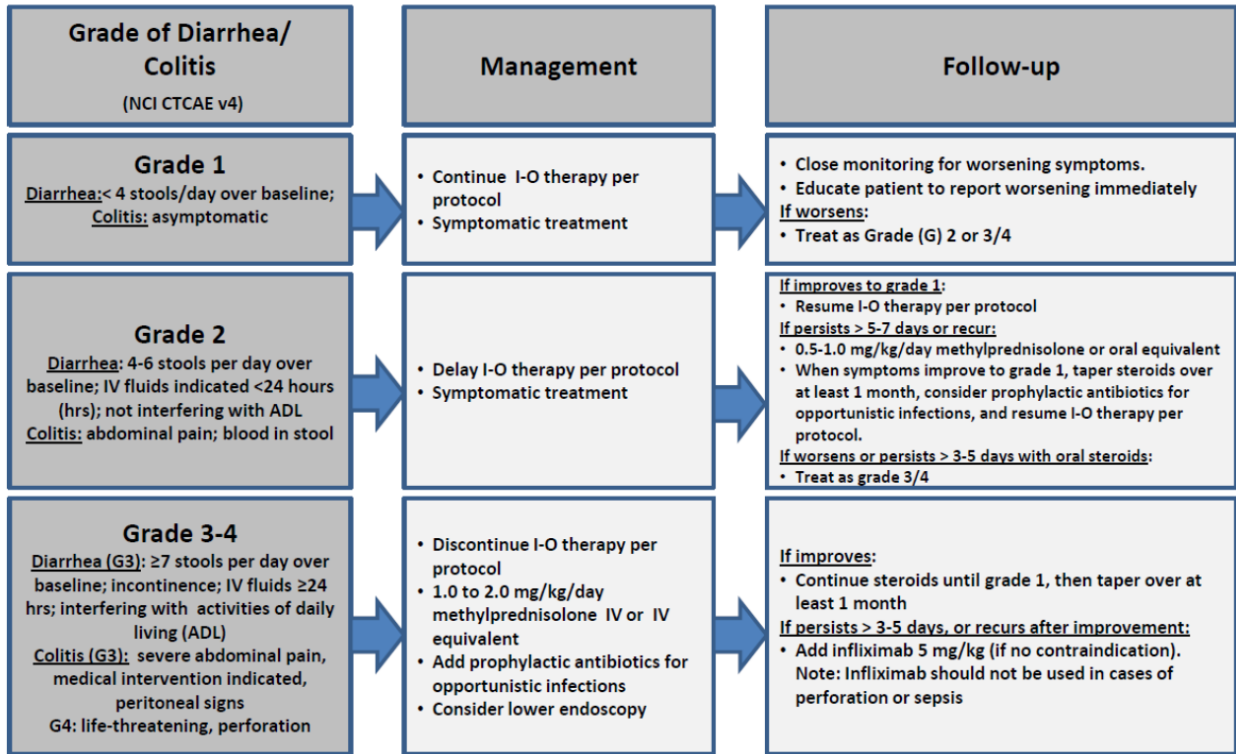 Grade of Diarrhea/
Colitis
(NCI CTCAE v4)
Management
Follow-up
Grade 1
Diarrhea:< 4 stools/day over baseline;
Colitis: asymptomatic
• Continue I-O therapy per
protocol
• Symptomatic treatment
• Close monitoring for worsening symptoms.
• Educate patient to report worsening immediately
If worsens:
• Treat as Grade (G) 2 or 3/4
Grade 2
Diarrhea: 4-6 stools per day over
baseline; IV fluids indicated <24 hours
(hrs); not interfering with ADL
Colitis: abdominal pain; blood in stool
• Delay I-O therapy per protocol
• Symptomatic treatment
If improves to grade 1:
• Resume I-O therapy per protocol
If persists > 5-7 days or recur:
• 0.5-1.0 mg/kg/day methylprednisolone or oral equivalent
• When symptoms improve to grade 1, taper steroids over
at least 1 month, consider prophylactic antibiotics for
opportunistic infections, and resume I-O therapy per
protocol.
If worsens or persists > 3-5 days with oral steroids:
• Treat as grade 3/4
Grade 3-4
Diarrhea (G3): ≥7 stools per day over
baseline; incontinence; IV fluids ≥24
hrs; interfering with activities of daily
living (ADL)
Colitis (G3): severe abdominal pain,
medical intervention indicated,
peritoneal signs
G4: life-threatening, perforation
• Discontinue I-O therapy per
protocol
• 1.0 to 2.0 mg/kg/day
methylprednisolone IV or IV
equivalent
• Add prophylactic antibiotics for
opportunistic infections
• Consider lower endoscopy
If improves:
• Continue steroids until grade 1, then taper over at
least 1 month
If persists > 3-5 days, or recurs after improvement:
• Add infliximab 5 mg/kg (if no contraindication).
Note: Infliximab should not be used in cases of
perforation or sepsis